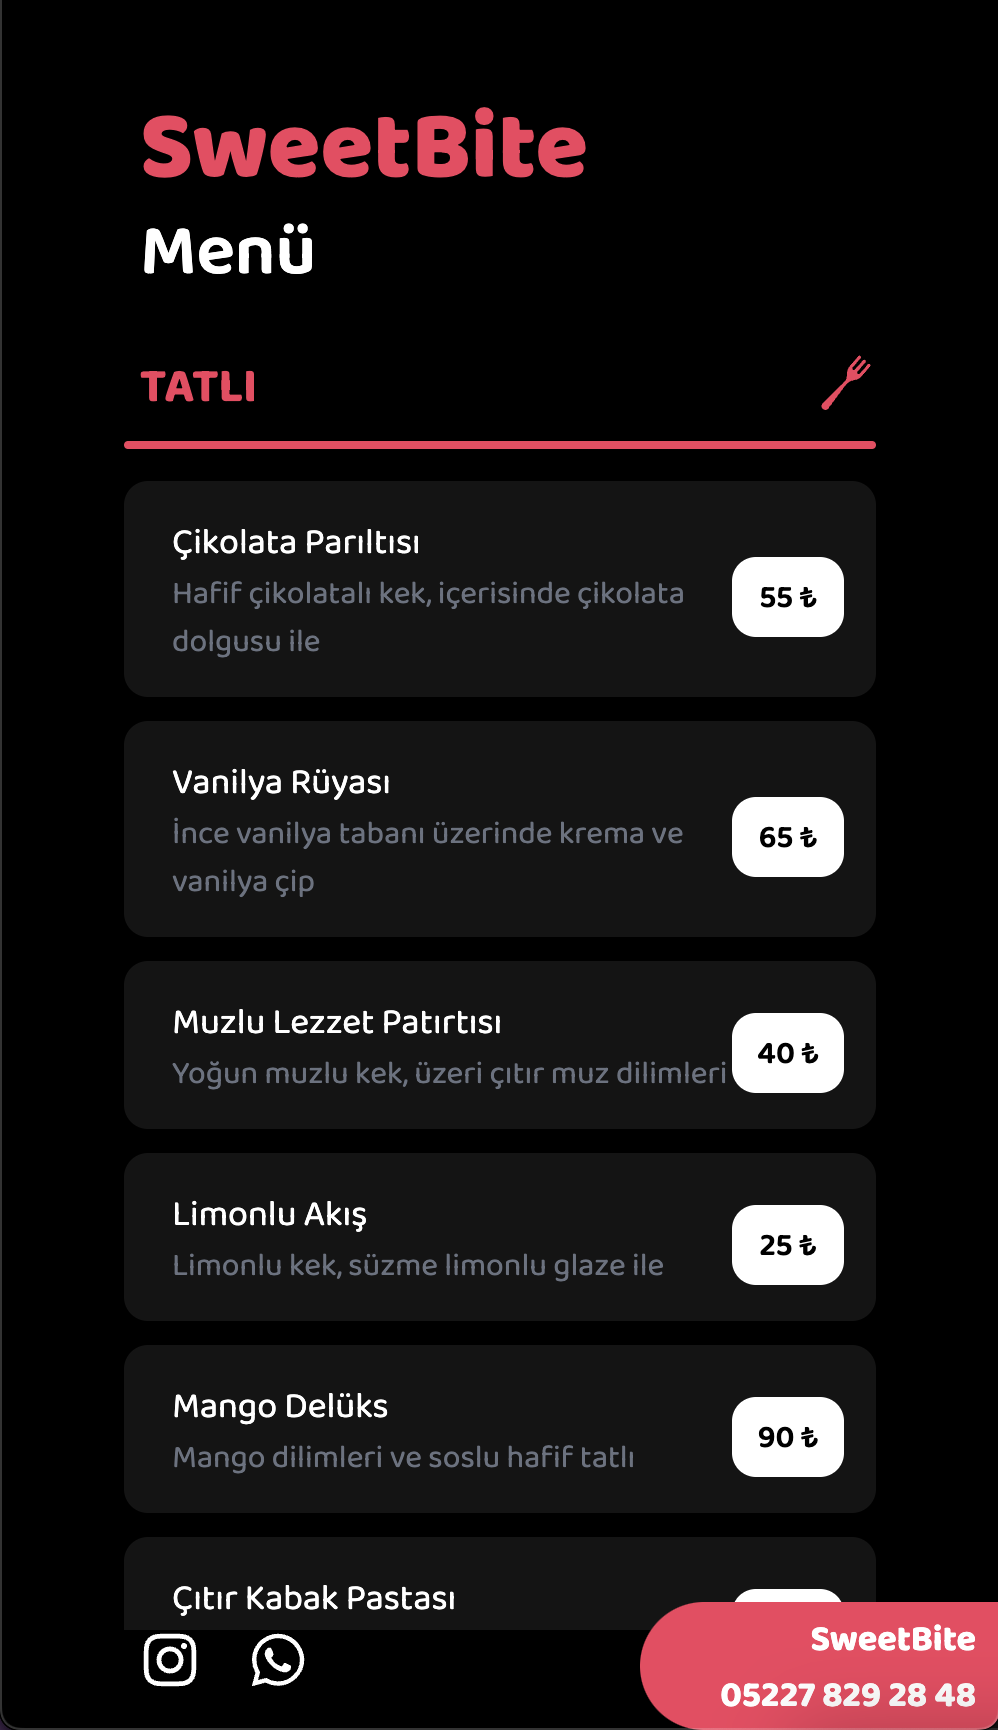 SweetBite
Menü
TATLI
Çikolata Parıltısı
Hafif çikolatalı kek, içerisinde çikolata
dolgusu ile
55 ₺
Vanilya Rüyası
İnce vanilya tabanı üzerinde krema ve
vanilya çip
65 ₺
Muzlu Lezzet Patırtısı
Yoğun muzlu kek, üzeri çıtır muz dilimleri
40 ₺
Limonlu Akış
Limonlu kek, süzme limonlu glaze ile
25 ₺
Mango Delüks
Mango dilimleri ve soslu hafif tatlı
90 ₺
Çıtır Kabak Pastası
SweetBite
05227 829 28 48